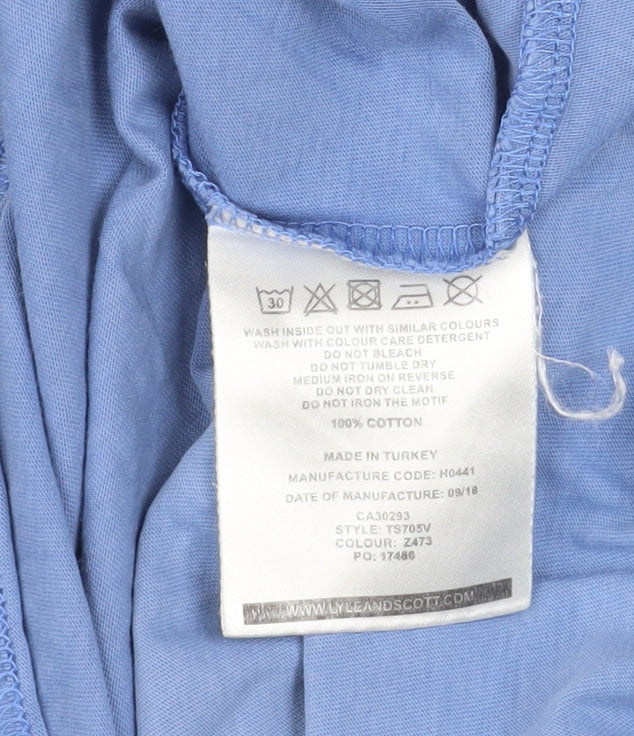 30
WASH INSIDE OUT WITH SIMILAR COLOURS
WASH WITH COLOUR CARE DETERGENT
DO NOT BLEACH
DO NOT TUMBLE DRY
MEDIUM IRON ON REVERSE
DO NOT DRY CLEAN
DO NOT IRON THE MOTIF
100% COTTON
MADE IN TURKEY
MANUFACTURE CODE: H0441
DATE OF MANUFACTURE: 09/18
CA30293
STYLE: TS705V
COLOUR: Z473
PO: 17486
WWW.LYLEANDSCOTT.COM